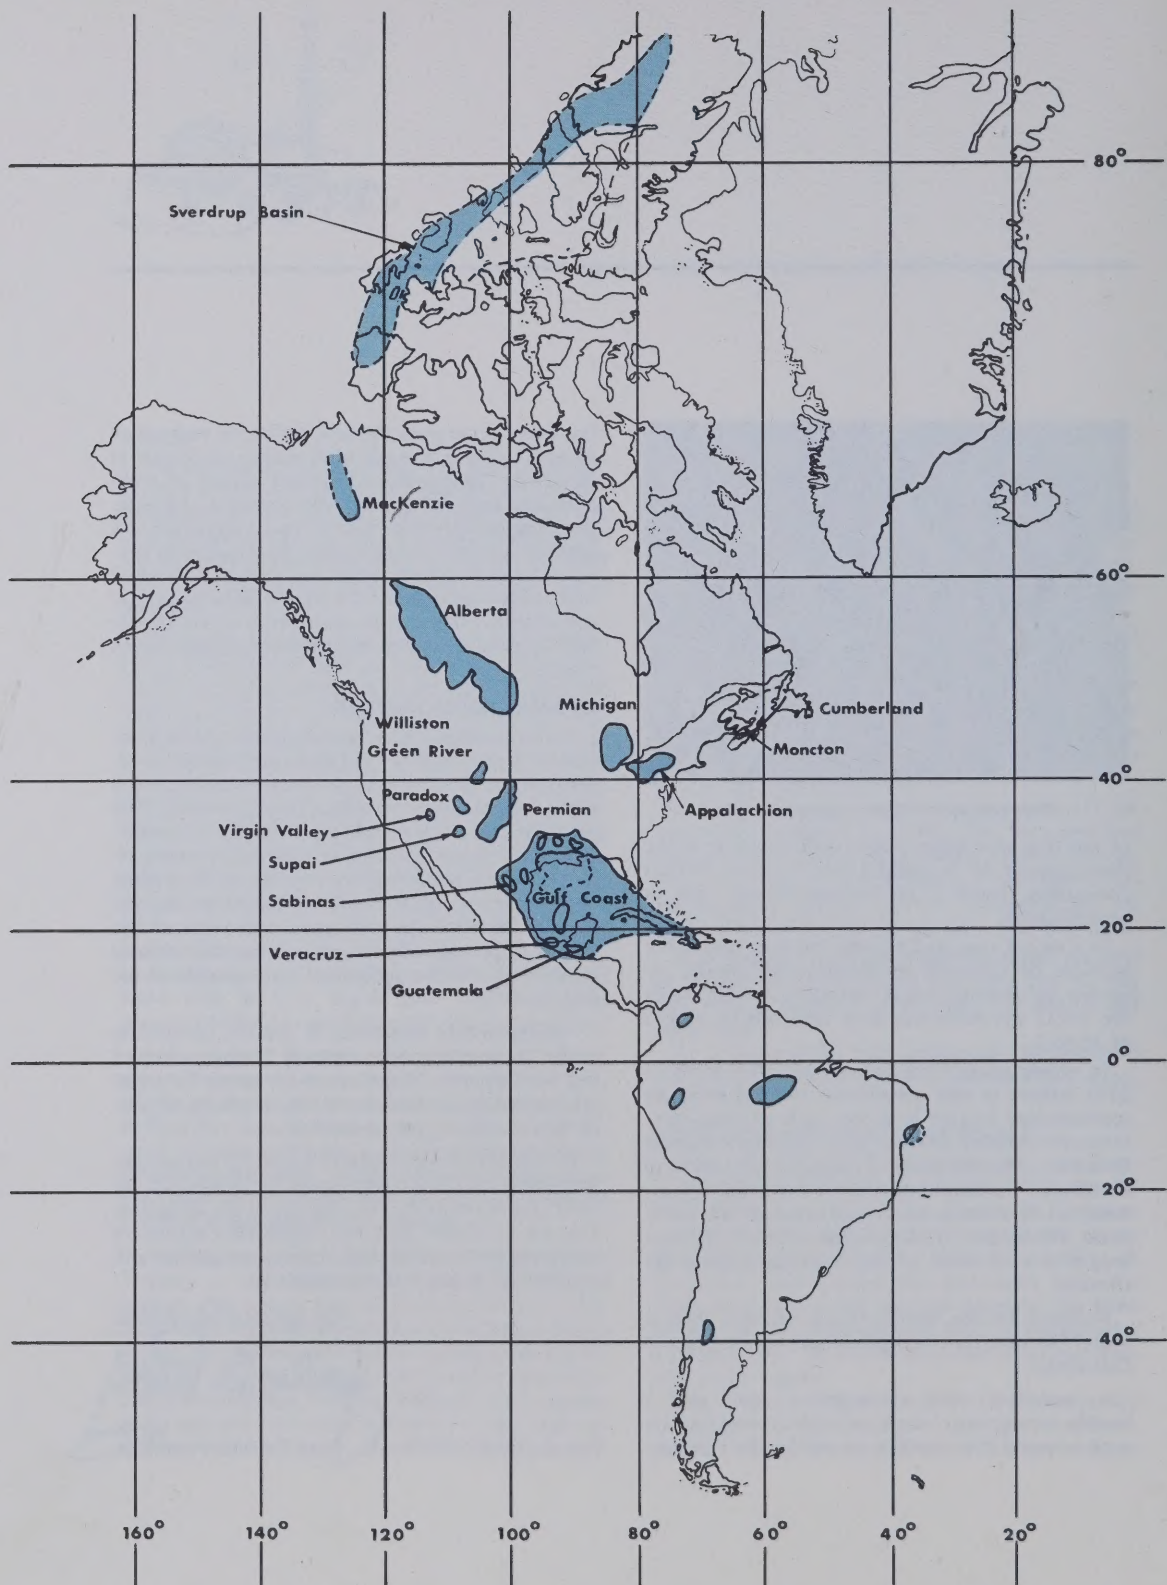 80°
Sverdrup Basin
MacKenzie
60°
Alberta
Michigan
Williston
Cumberland
Green River
Moncton
40°
Paradox
Permian
Appalachion
Virgin Valley
Supai
Sabinas
Gulf Coast
20°
Veracruz
Guatemala
0°
20°
40°
160°
140°
120°
100°
80°
60°
40°
20°